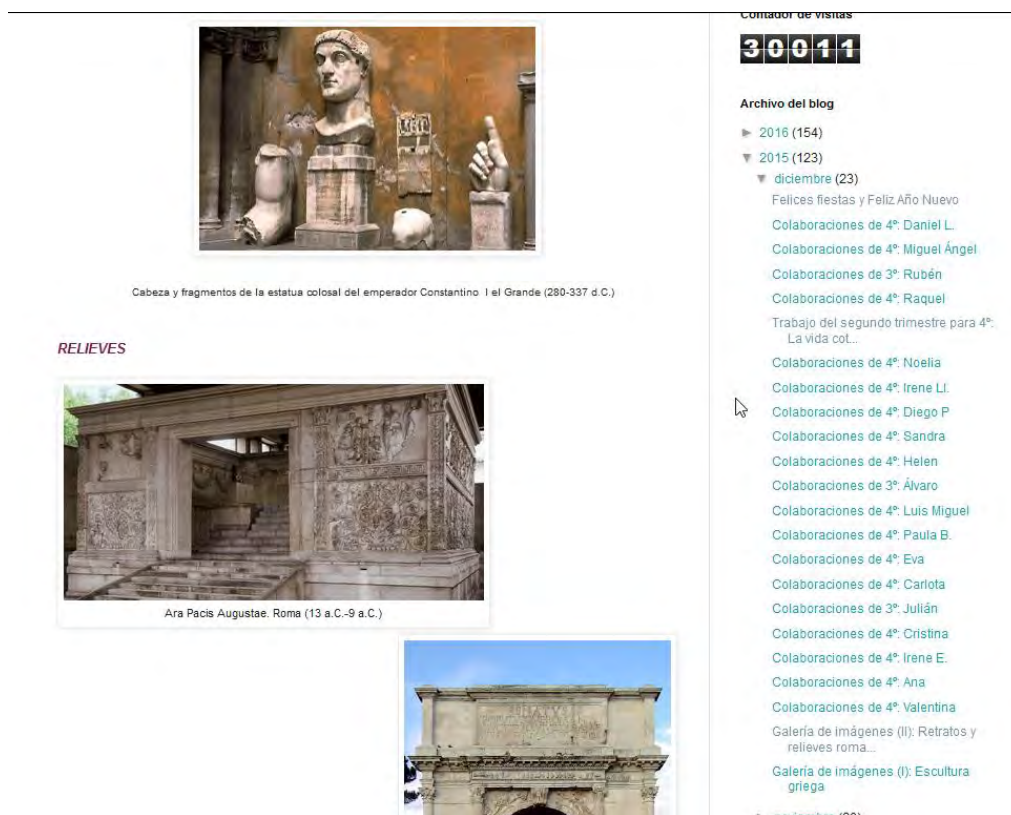 Cabeza y fragmentos de la estatua colosal del emperador Constantino I el Grande (280-337 d.C.)
RELIEVES
Ara Pacis Augustae. Roma (13 a.C.-9 a.C.)
Contador de visitas
30011
Archivo del blog
► 2016 (154)
▼ 2015 (123)
▼ diciembre (23)
Felices fiestas y Feliz Año Nuevo
Colaboraciones de 4º: Daniel L.
Colaboraciones de 4º: Miguel Ángel
Colaboraciones de 3º: Rubén
Colaboraciones de 4º: Raquel
Trabajo del segundo trimestre para 4º:
La vida cot...
Colaboraciones de 4º: Noelia
Colaboraciones de 4º: Irene Ll.
Colaboraciones de 4º: Diego P
Colaboraciones de 4º: Sandra
Colaboraciones de 4º: Helen
Colaboraciones de 3º: Álvaro
Colaboraciones de 4º: Luis Miguel
Colaboraciones de 4º: Paula B.
Colaboraciones de 4º: Eva
Colaboraciones de 4º: Carlota
Colaboraciones de 3º: Julián
Colaboraciones de 4º: Cristina
Colaboraciones de 4º: Irene E.
Colaboraciones de 4º: Ana
Colaboraciones de 4º: Valentina
Galería de imágenes (II): Retratos y
relieves roma...
Galería de imágenes (I): Escultura
griega